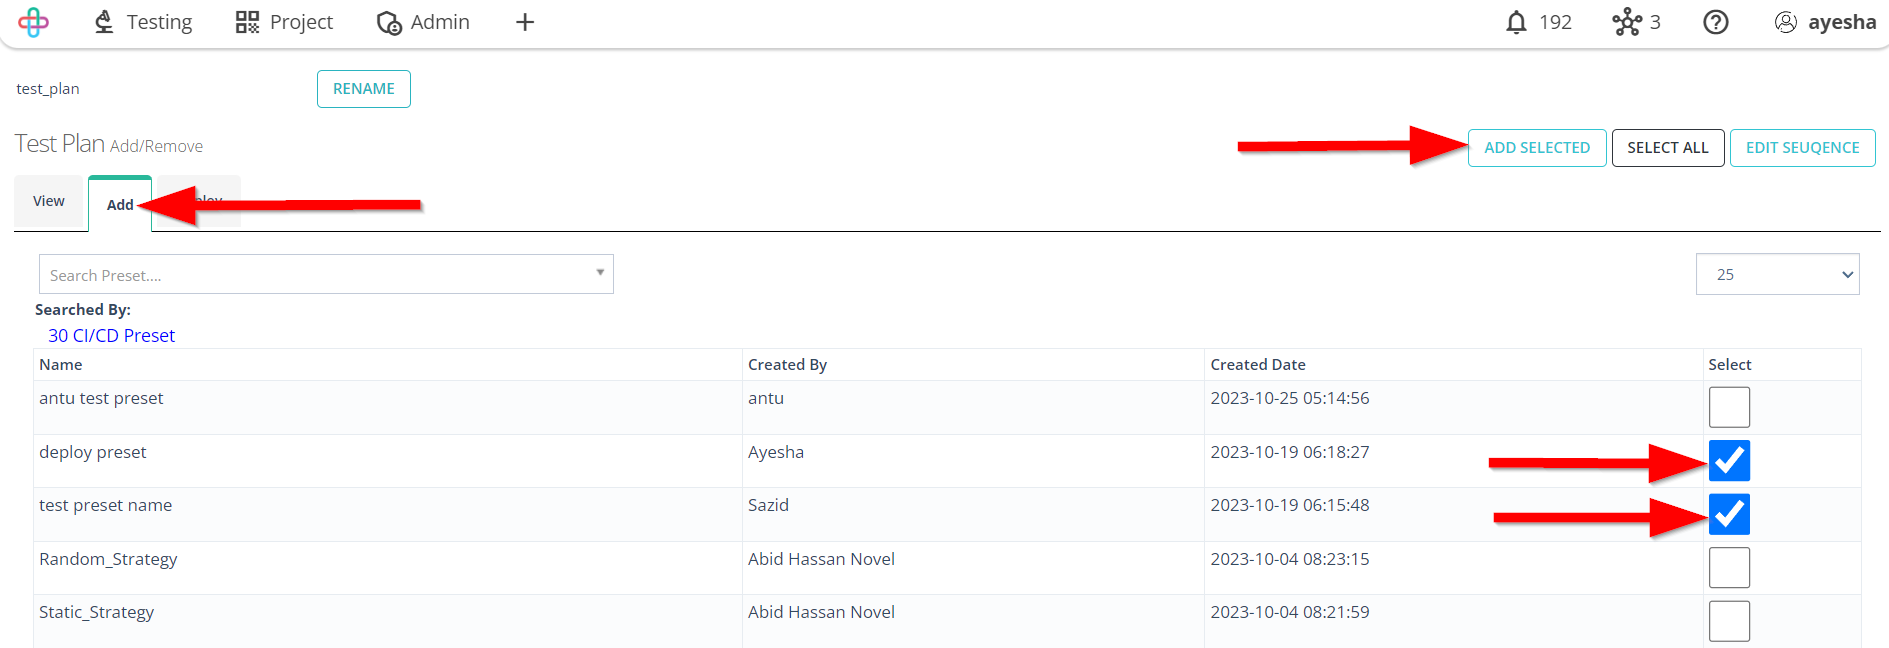 Testing Project Admin + 192 3 ayesha
test_plan RENAME
Test Plan Add/Remove ADD SELECTED SELECT ALL EDIT SEUQENCE
View Add
Search Preset.... 25
Searched By:
30 CI/CD Preset
Name Created By Created Date Select
antu test preset antu 2023-10-25 05:14:56
deploy preset Ayesha 2023-10-19 06:18:27
test preset name Sazid 2023-10-19 06:15:48
Random_Strategy Abid Hassan Novel 2023-10-04 08:23:15
Static_Strategy Abid Hassan Novel 2023-10-04 08:21:59